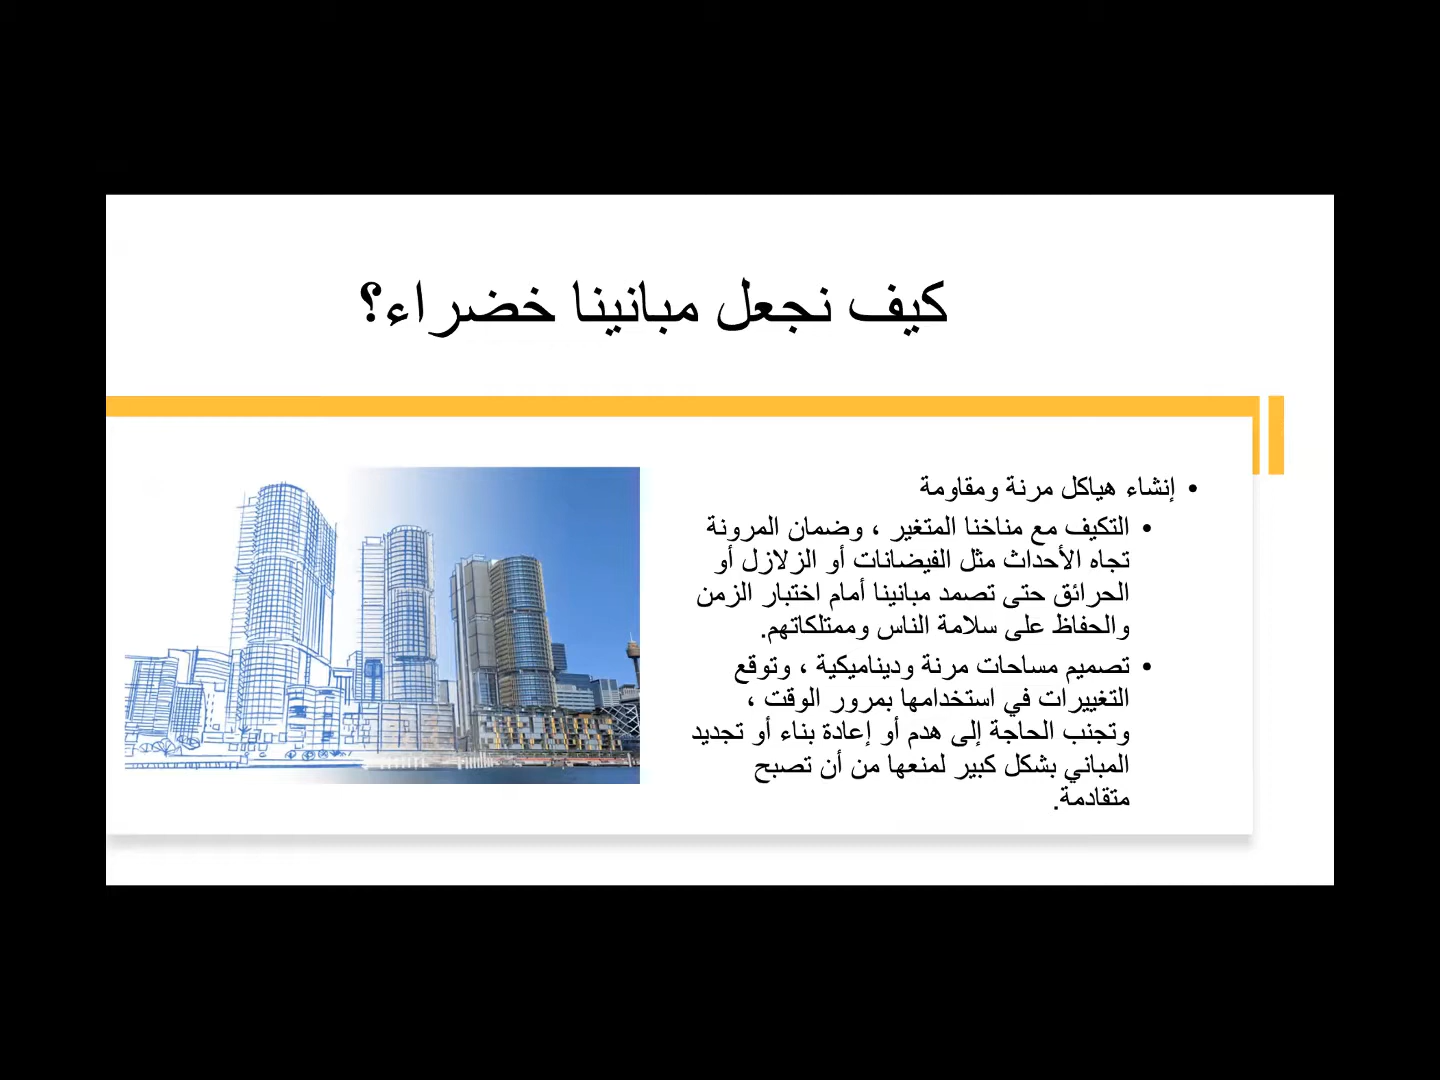 كيف نجعل مبانينا خضراء؟
• إنشاء هياكل مرنة ومقاومة
• التكيف مع مناخنا المتغير ، وضمان المرونة
تجاه الأحداث مثل الفيضانات أو الزلازل أو
الحرائق حتى تصمد مبانينا أمام اختبار الزمن
والحفاظ على سلامة الناس وممتلكاتهم.
• تصميم مساحات مرنة وديناميكية ، وتوقع
التغييرات في استخدامها بمرور الوقت ،
وتجنب الحاجة إلى هدم أو إعادة بناء أو تجديد
المباني بشكل كبير لمنعها من أن تصبح
متقادمة.